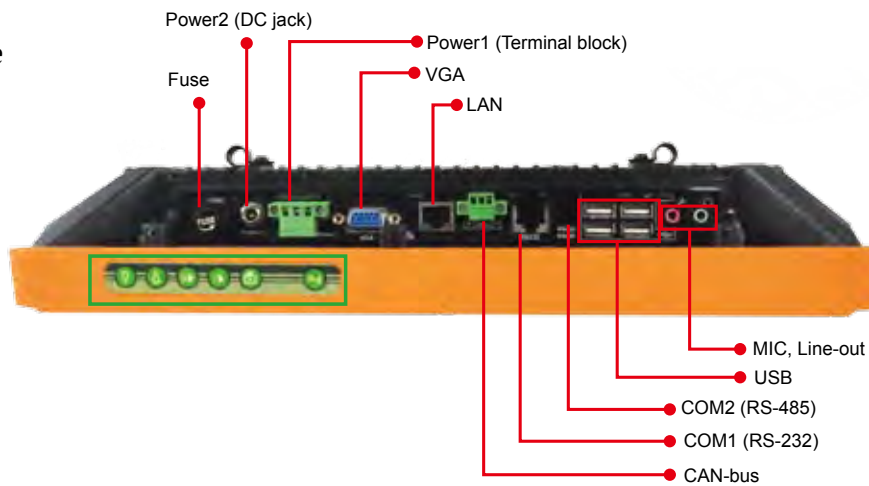 Power2 (DC jack)
e
Power1 (Terminal block)
Fuse
VGA
LAN
MIC, Line-out
USB
COM2 (RS-485)
COM1 (RS-232)
CAN-bus